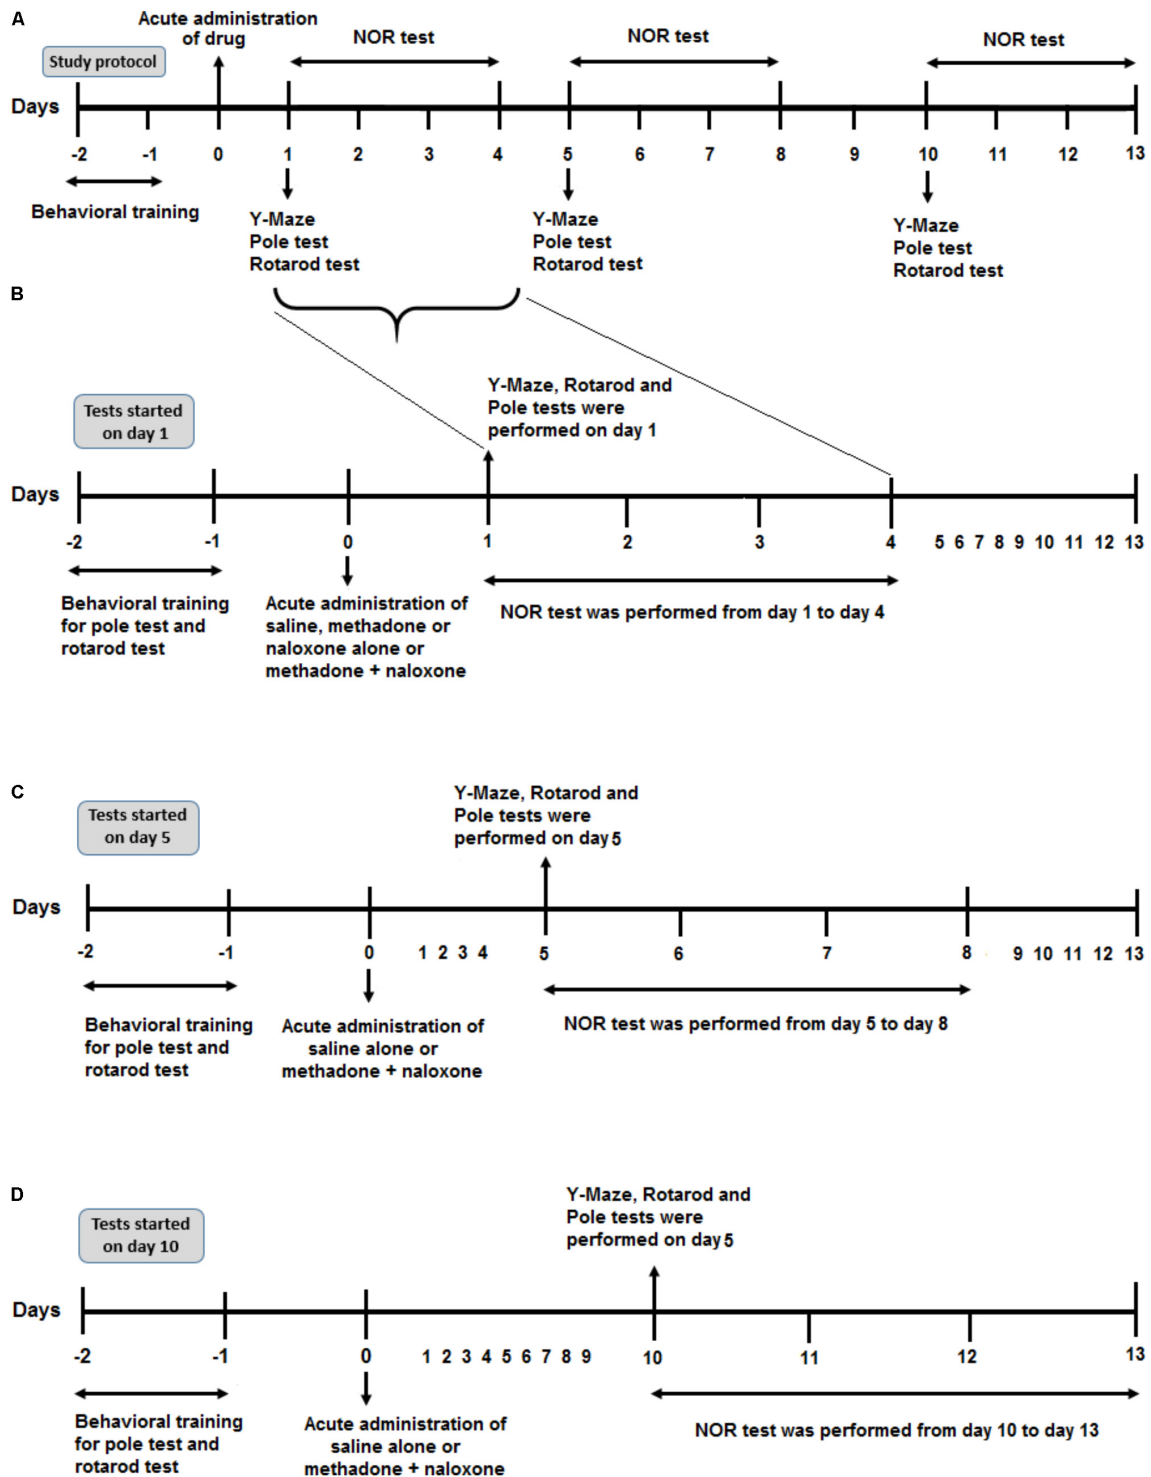 A
Acute administration
of drug
NOR test
NOR test
NOR test
Study protocol
Days
-2 -1 0 1 2 3 4 5 6 7 8 9 10 11 12 13
Behavioral training
Y-Maze
Pole test
Rotarod test
Y-Maze
Pole test
Rotarod test
Y-Maze
Pole test
Rotarod test
B
Y-Maze, Rotarod and
Pole tests were
performed on day 1
Tests started
on day 1
Days
-2 -1 0 1 2 3 4 5 6 7 8 9 10 11 12 13
Behavioral training
for pole test and
rotarod test
Acute administration of
saline, methadone or
naloxone alone or
methadone + naloxone
NOR test was performed from day 1 to day 4
C
Y-Maze, Rotarod and
Pole tests were
performed on day 5
Tests started
on day 5
Days
-2 -1 0 1 2 3 4 5 6 7 8 9 10 11 12 13
Behavioral training
for pole test and
rotarod test
Acute administration of
saline alone or
methadone + naloxone
NOR test was performed from day 5 to day 8
D
Y-Maze, Rotarod and
Pole tests were
performed on day 5
Tests started
on day 10
Days
-2 -1 0 1 2 3 4 5 6 7 8 9 10 11 12 13
Behavioral training
for pole test and
rotarod test
Acute administration of
saline alone or
methadone + naloxone
NOR test was performed from day 10 to day 13